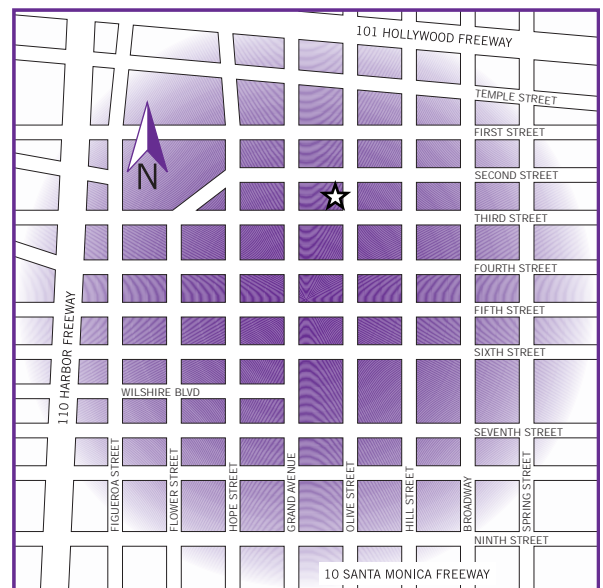 101 HOLLYWOOD FREEWAY
TEMPLE STREET
FIRST STREET
N
SECOND STREET
THIRD STREET
FOURTH STREET
FIFTH STREET
110 HARBOR FREEWAY
SIXTH STREET
WILSHIRE BLVD
SEVENTH STREET
FIGUEROA STREET
FLOWER STREET
HOPE STREET
GRAND AVENUE
OLIVE STREET
HILL STREET
BROADWAY
SPRING STREET
NINTH STREET
10 SANTA MONICA FREEWAY